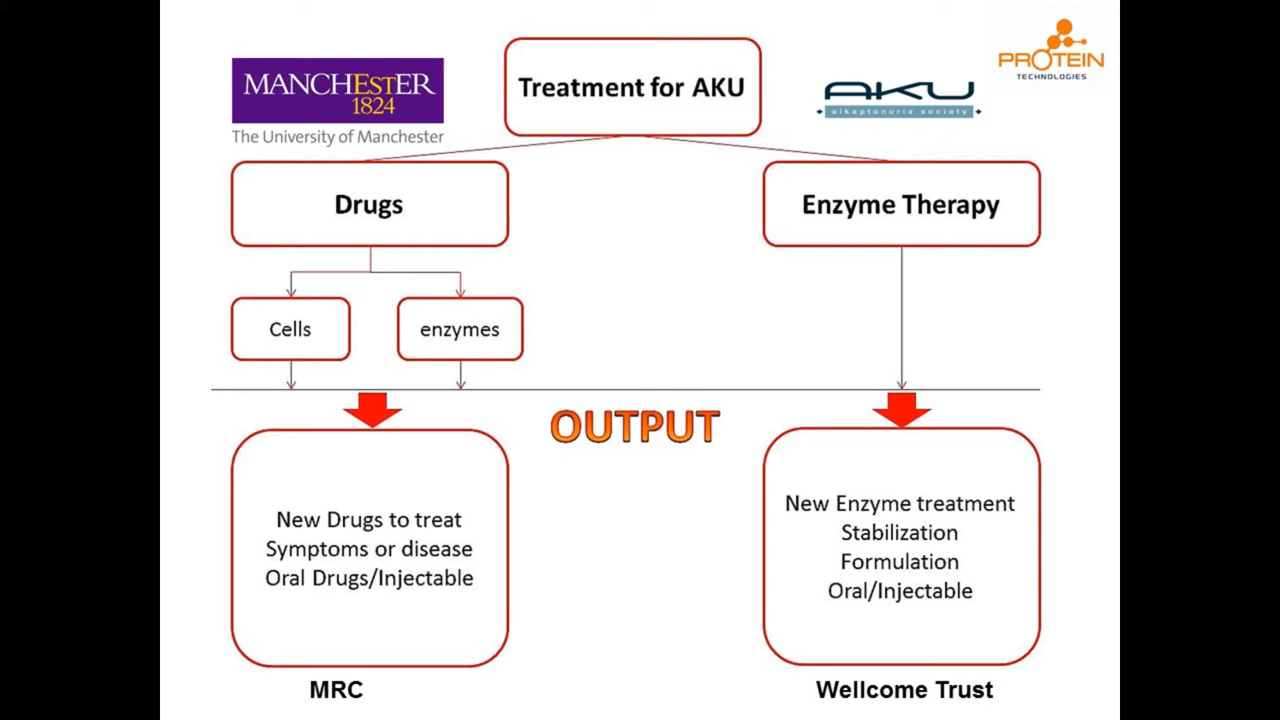 MANCHEsTER
1824
The University of Manchester
Treatment for AKU
AKU
alkaptonuria society
PROTEIN
TECHNOLOGIES
Drugs
Enzyme Therapy
Cells
enzymes
OUTPUT
New Drugs to treat
Symptoms or disease
Oral Drugs/Injectable
New Enzyme treatment
Stabilization
Formulation
Oral/Injectable
MRC
Wellcome Trust